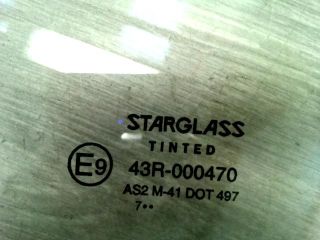 STARGLASS
TINTED
E9 43R-000470
AS2 M-41 DOT 497
7••